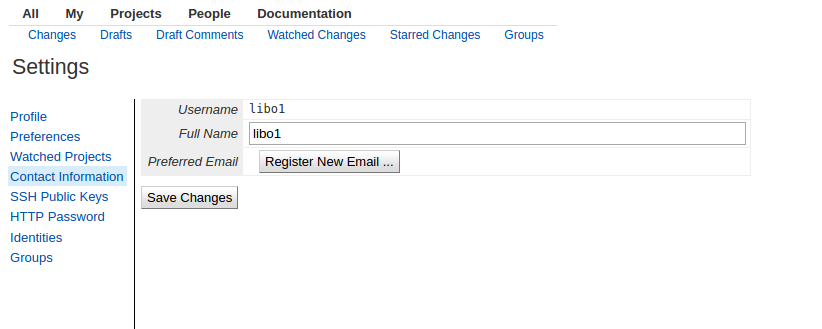 All My Projects People Documentation
Changes Drafts Draft Comments Watched Changes Starred Changes Groups
Settings
Profile
Preferences
Watched Projects
Contact Information
SSH Public Keys
HTTP Password
Identities
Groups
Username libo1
Full Name libo1
Preferred Email Register New Email ...
Save Changes